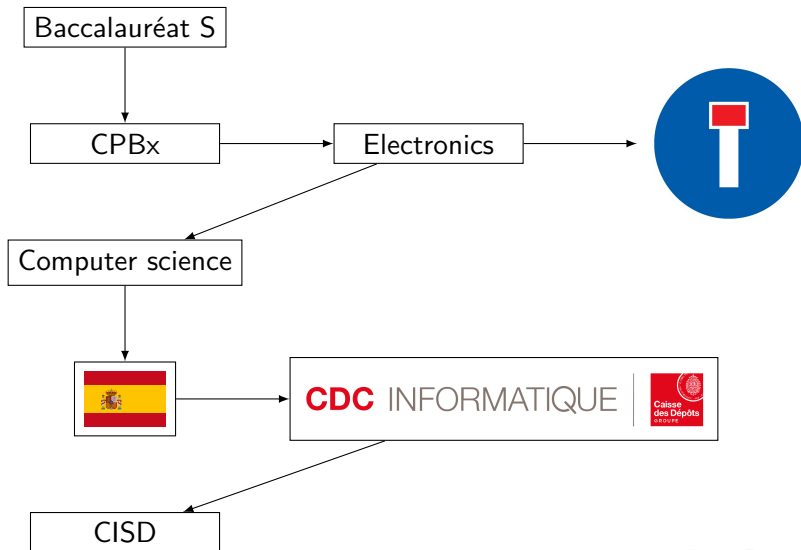 Baccalauréat S
CPBx
Electronics
Computer science
CDC INFORMATIQUE
Caisse
des Dépôts
GROUPE
CISD